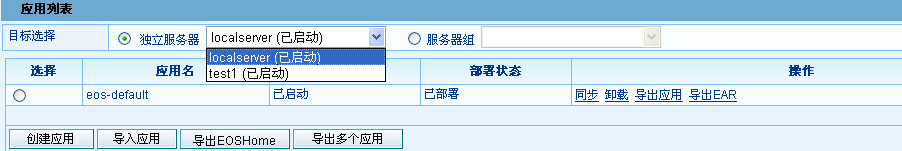 应用列表
目标选择 独立服务器 localserver (已启动) 服务器组
localserver (已启动)
test1 (已启动)
选择 应用名 部署状态 操作
eos-default 已启动 已部署 同步 卸载 导出应用 导出EAR
创建应用 导入应用 导出EOSHome 导出多个应用